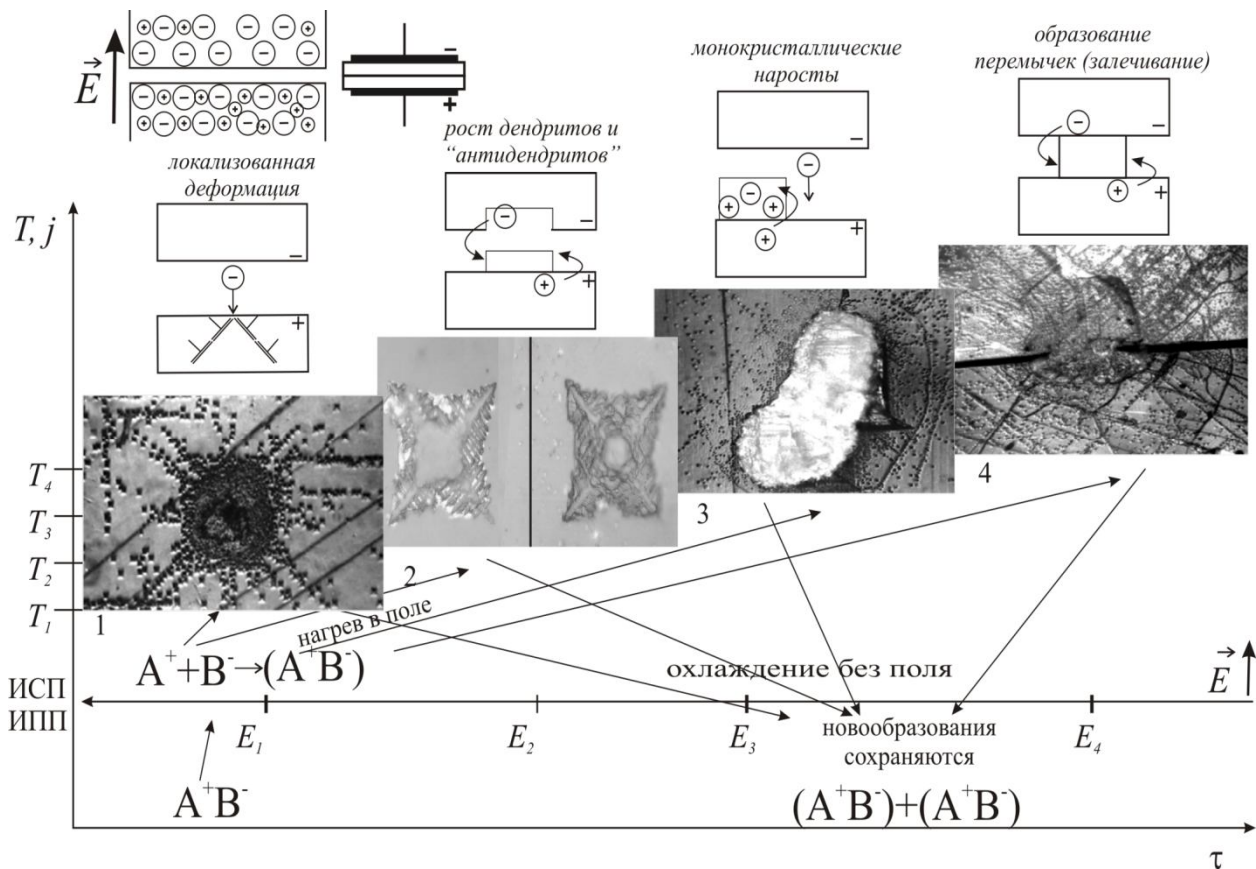 E
−
+
монокристаллические
наросты
образование
перемычек (залечивание)
рост дендритов и
“антидендритов”
локализованная
деформация
T, j
T₄
T₃
T₂
T₁
1
2
3
4
нагрев в поле
A⁺+B⁻→(A⁺B⁻)
охлаждение без поля
E
ИСП
ИПП
E₁
E₂
E₃
E₄
новообразования
сохраняются
A⁺B⁻
(A⁺B⁻)+(A⁺B⁻)
τ